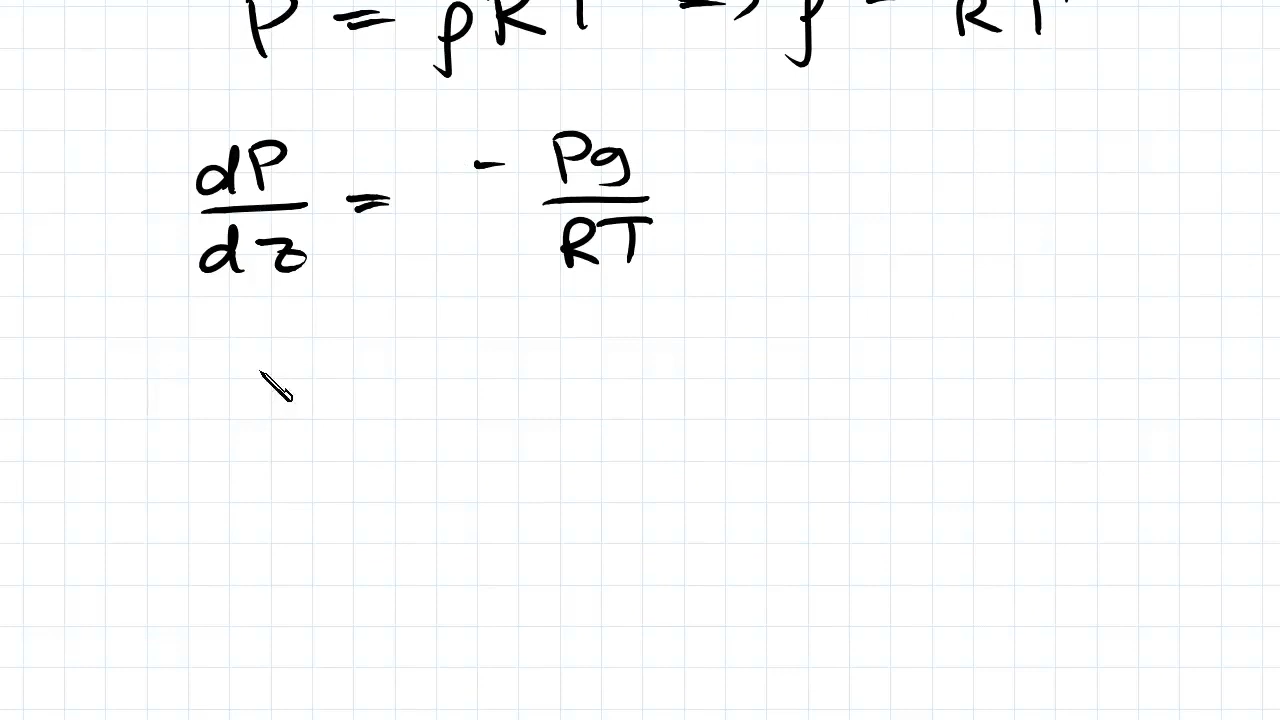 P = ρRT => ρ = RT
dP/dz = - Pg/RT